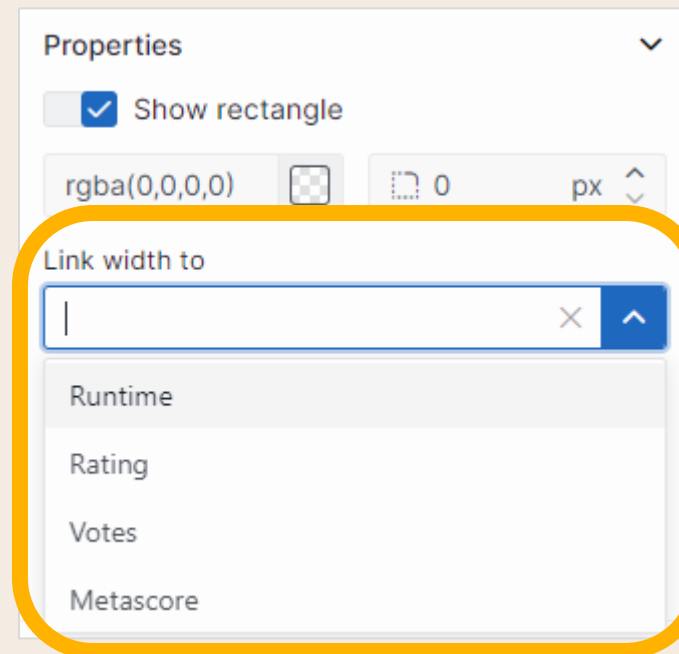 Properties
Show rectangle
rgba(0,0,0,0) 0 px
Link width to
Runtime
Rating
Votes
Metascore